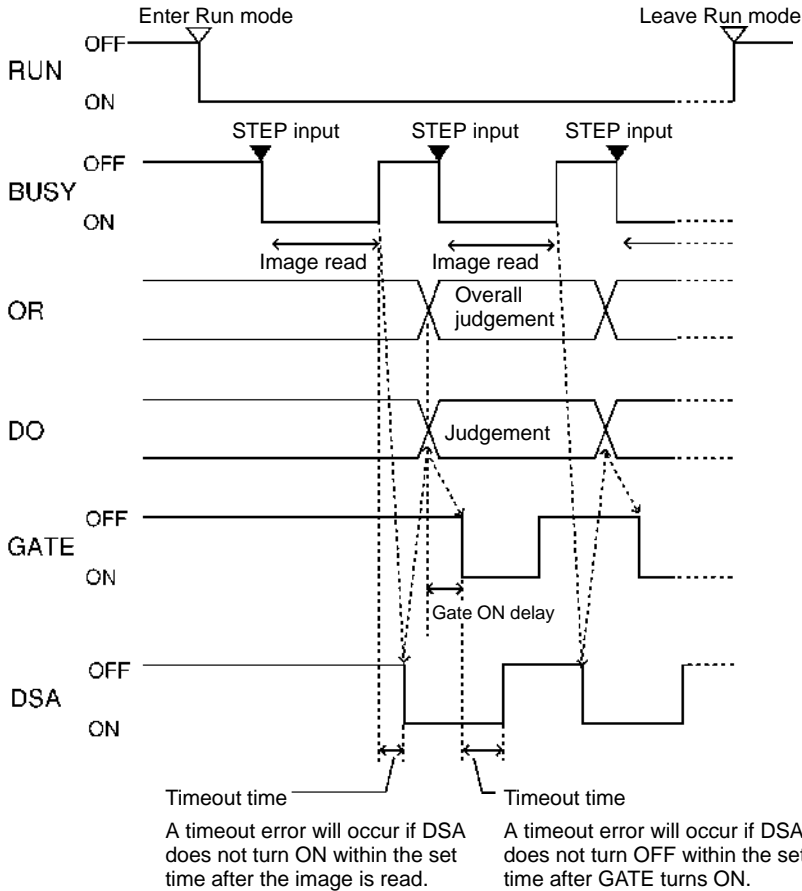 Enter Run mode
Leave Run mode
OFF
RUN
ON
STEP input
STEP input
STEP input
OFF
BUSY
ON
Image read
Image read
OR
Overall
judgement
DO
Judgement
OFF
GATE
ON
Gate ON delay
OFF
DSA
ON
Timeout time
A timeout error will occur if DSA
does not turn ON within the set
time after the image is read.
Timeout time
A timeout error will occur if DSA
does not turn OFF within the set
time after GATE turns ON.